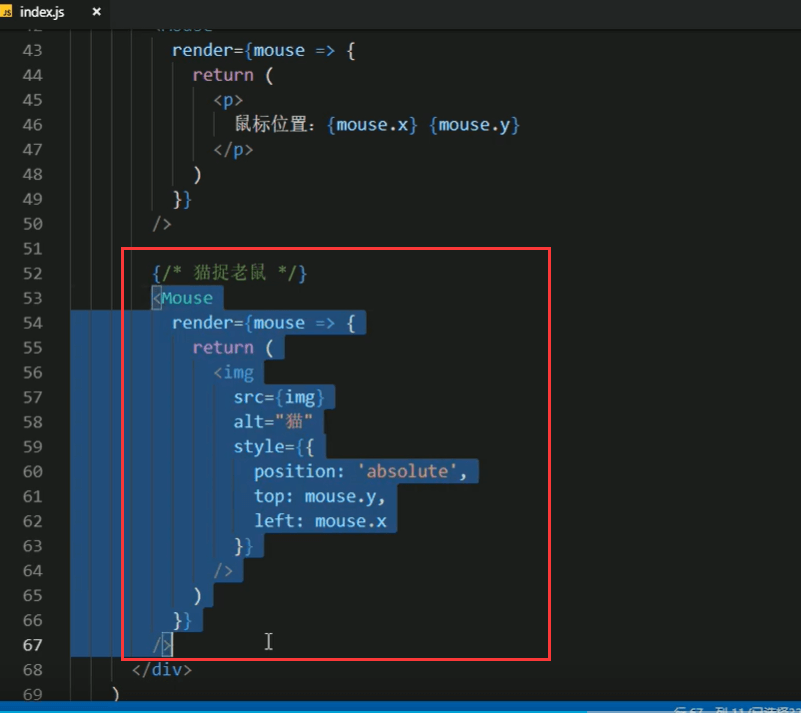 JS index.js ×
43 render={mouse => {
44 return (
45 <p>
46 鼠标位置：{mouse.x} {mouse.y}
47 </p>
48 )
49 }}
50 />
51
52 {/* 猫捉老鼠 */}
53 <Mouse
54 render={mouse => {
55 return (
56 <img
57 src={img}
58 alt="猫"
59 style={{
60 position: 'absolute',
61 top: mouse.y,
62 left: mouse.x
63 }}
64 />
65 )
66 }}
67 />
68 </div>
69 )